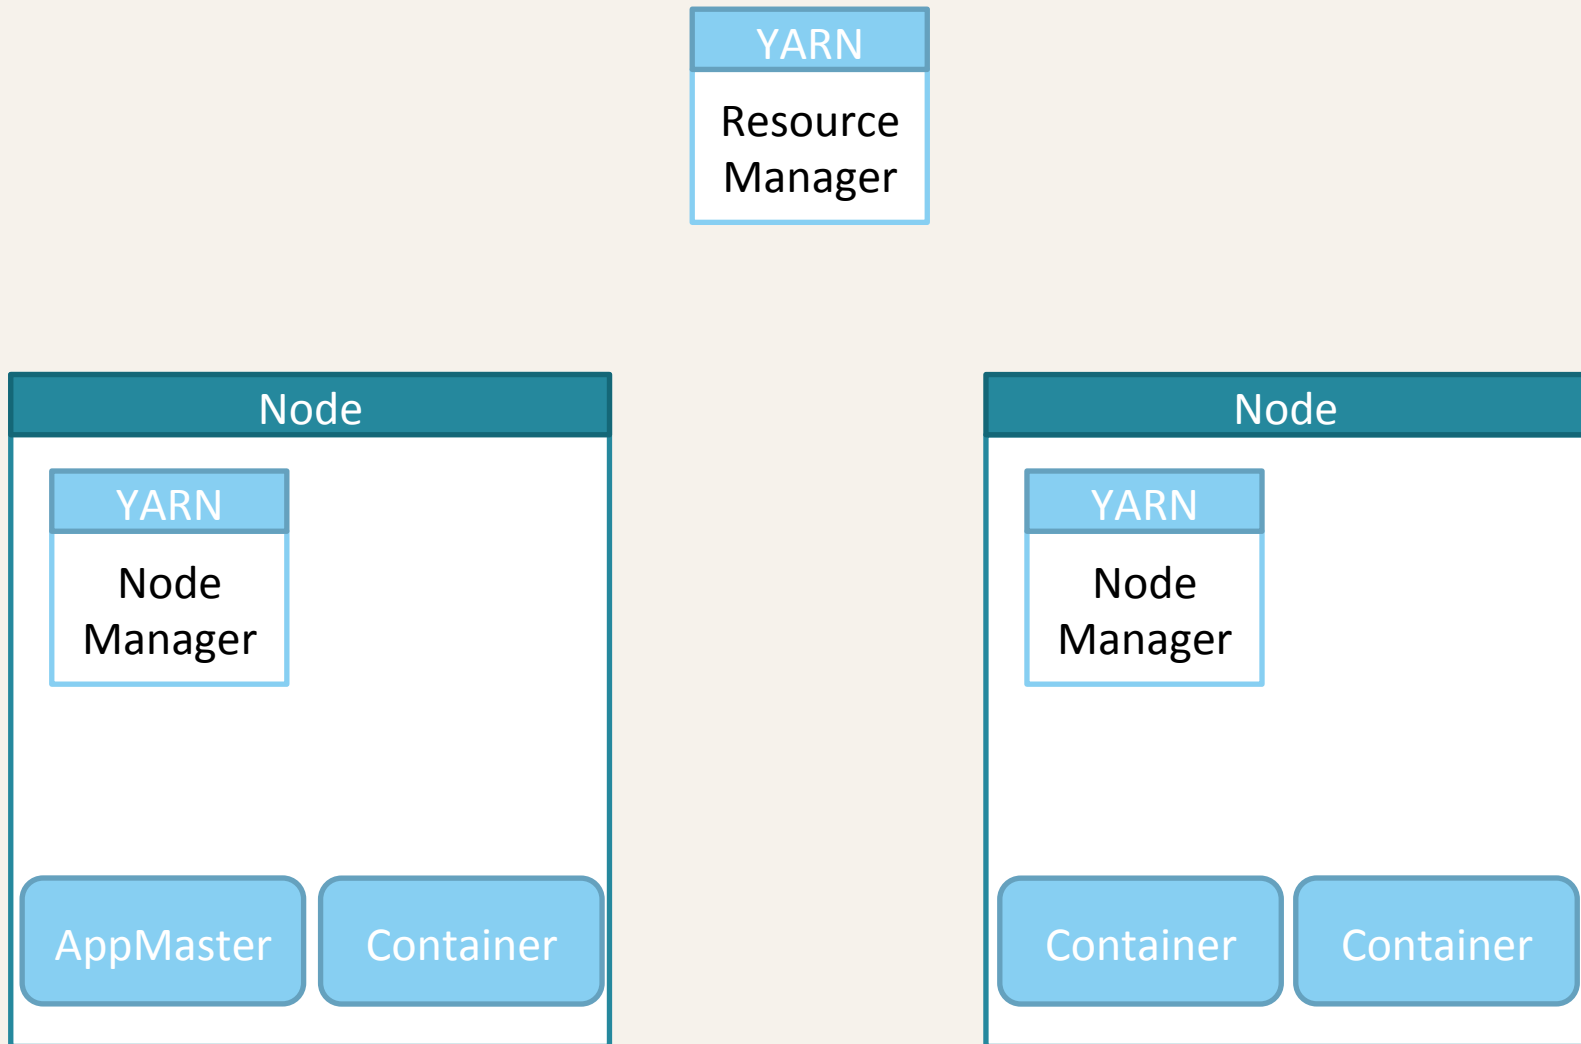 YARN
Resource
Manager
Node
YARN
Node
Manager
AppMaster
Container
Node
YARN
Node
Manager
Container
Container